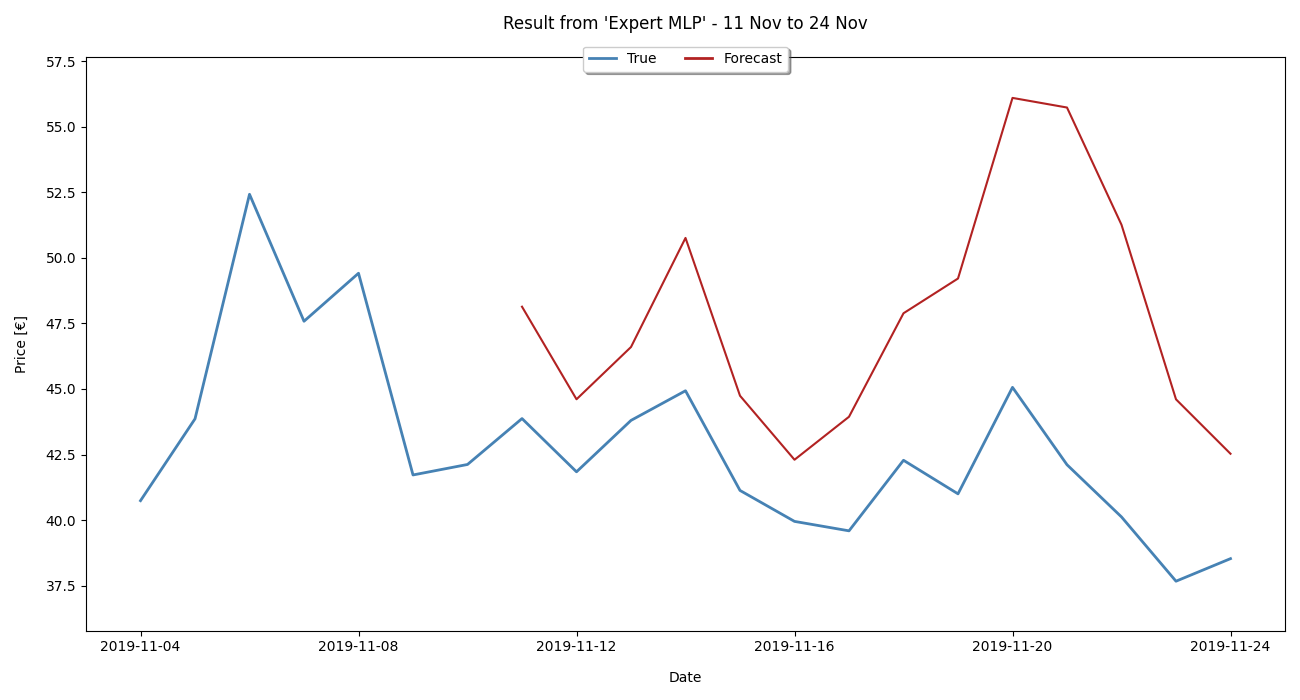 Result from 'Expert MLP' - 11 Nov to 24 Nov
True Forecast
57.5
55.0
52.5
50.0
47.5
45.0
42.5
40.0
37.5
Price [€]
2019-11-04 2019-11-08 2019-11-12 2019-11-16 2019-11-20 2019-11-24
Date